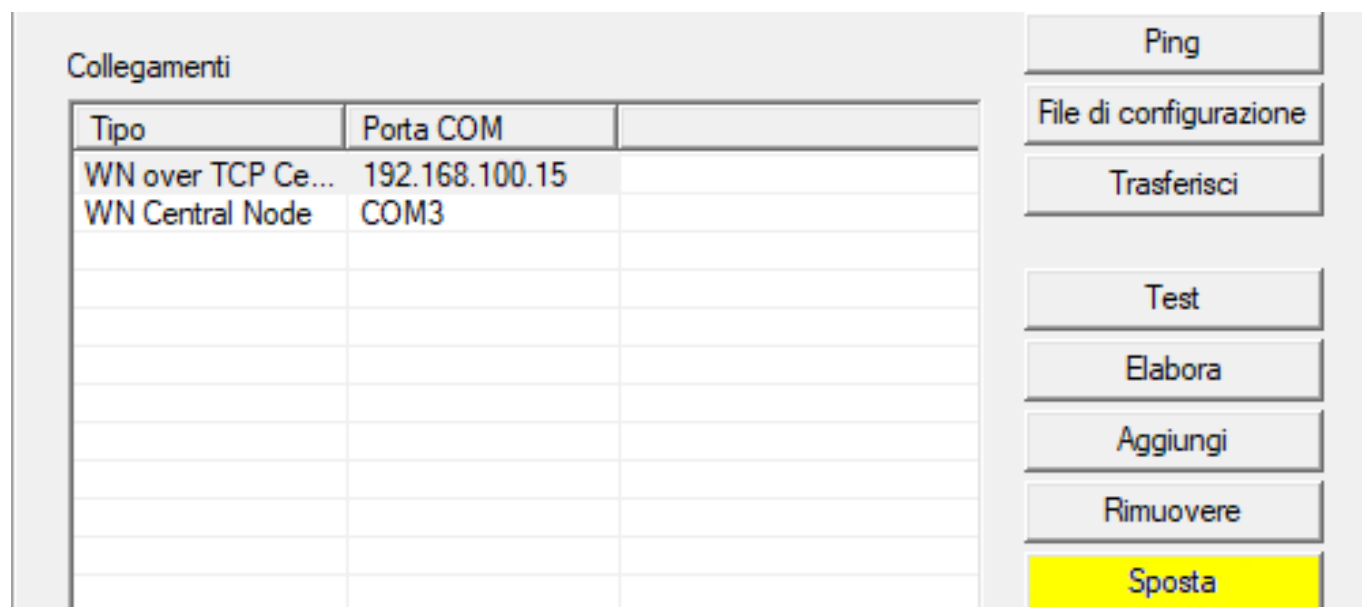 Collegamenti
Tipo Porta COM
WN over TCP Ce... 192.168.100.15
WN Central Node COM3
Ping
File di configurazione
Trasferisci
Test
Elabora
Aggiungi
Rimuovere
Sposta